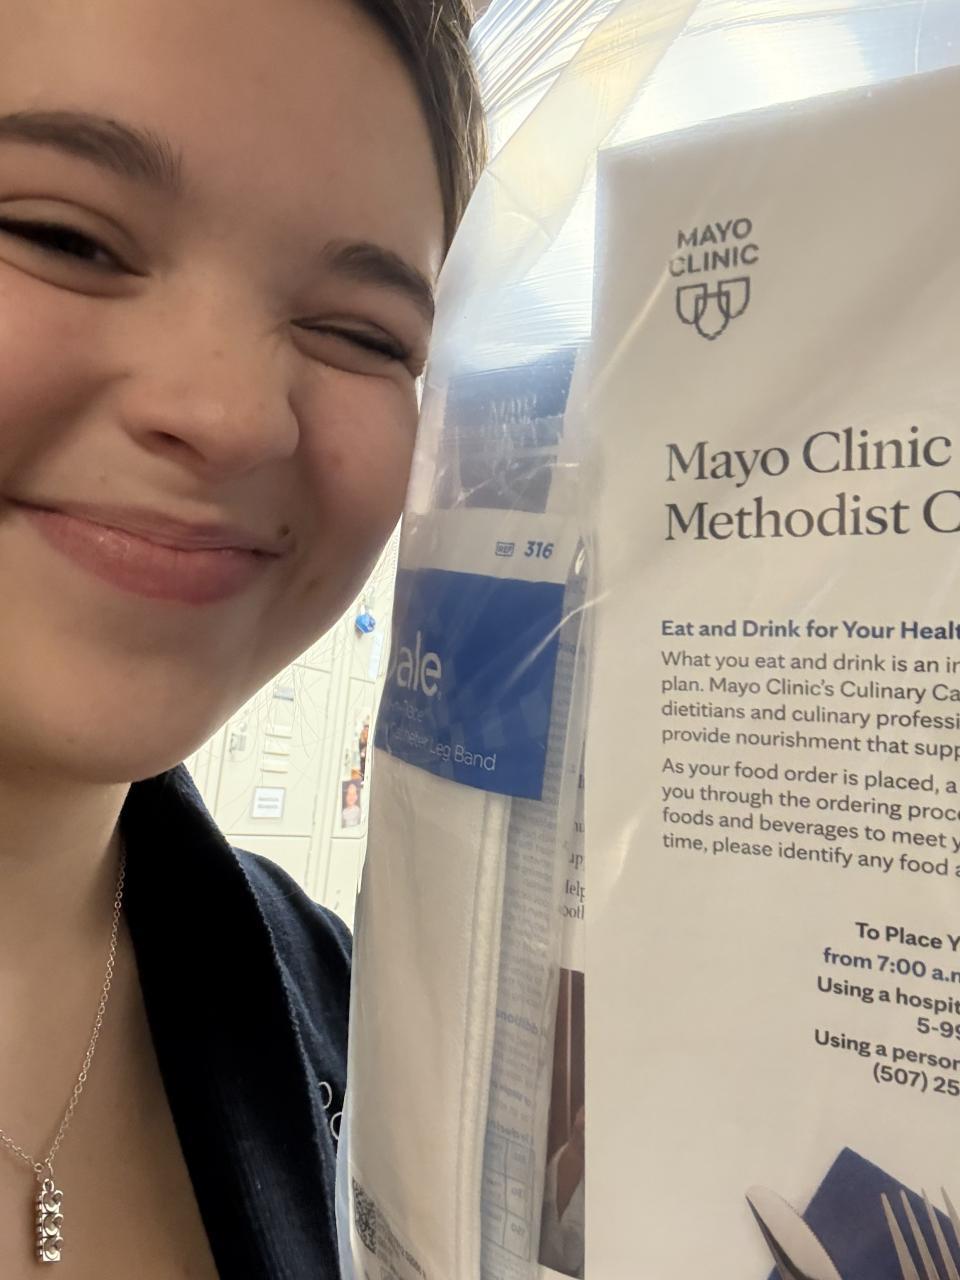 MAYO
CLINIC
Mayo Clinic
Methodist C
Eat and Drink for Your Healt
What you eat and drink is an in
plan. Mayo Clinic's Culinary Ca
dietitians and culinary professi
provide nourishment that supp
As your food order is placed, a
you through the ordering proce
foods and beverages to meet y
time, please identify any food a
To Place Y
from 7:00 a.m
Using a hospit
5-99
Using a person
(507) 25
REF 316
ale
Leg Band